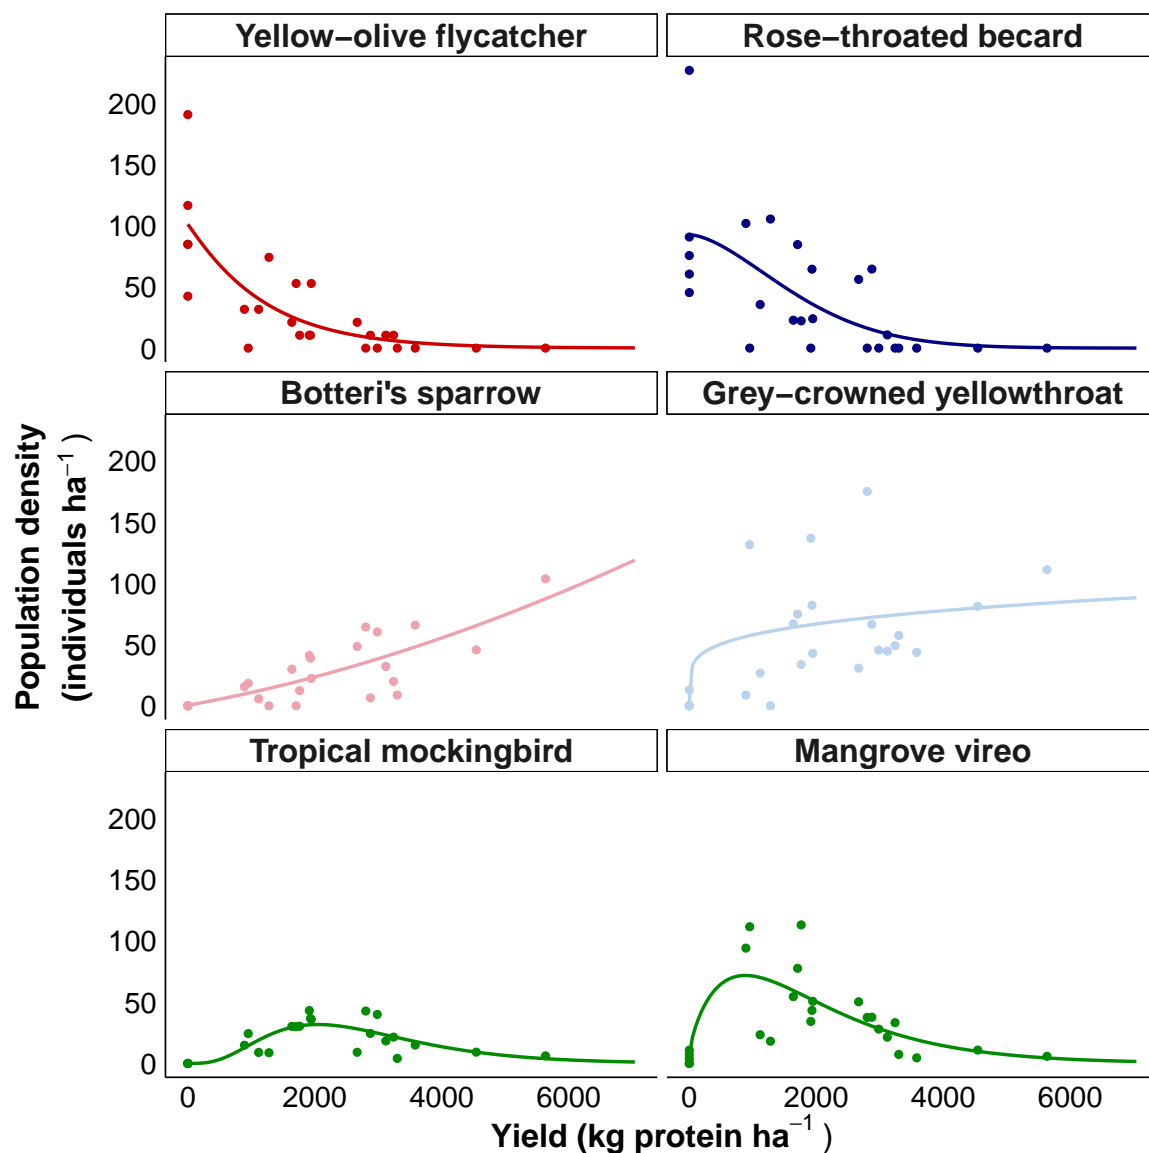 Yellow−olive flycatcher
Rose−throated becard
200
150
100
50
0
Botteri's sparrow
Grey−crowned yellowthroat
200
150
100
50
0
Population density
(individuals ha⁻¹ )
Tropical mockingbird
Mangrove vireo
200
150
100
50
0
0 2000 4000 6000
0 2000 4000 6000
Yield (kg protein ha⁻¹ )